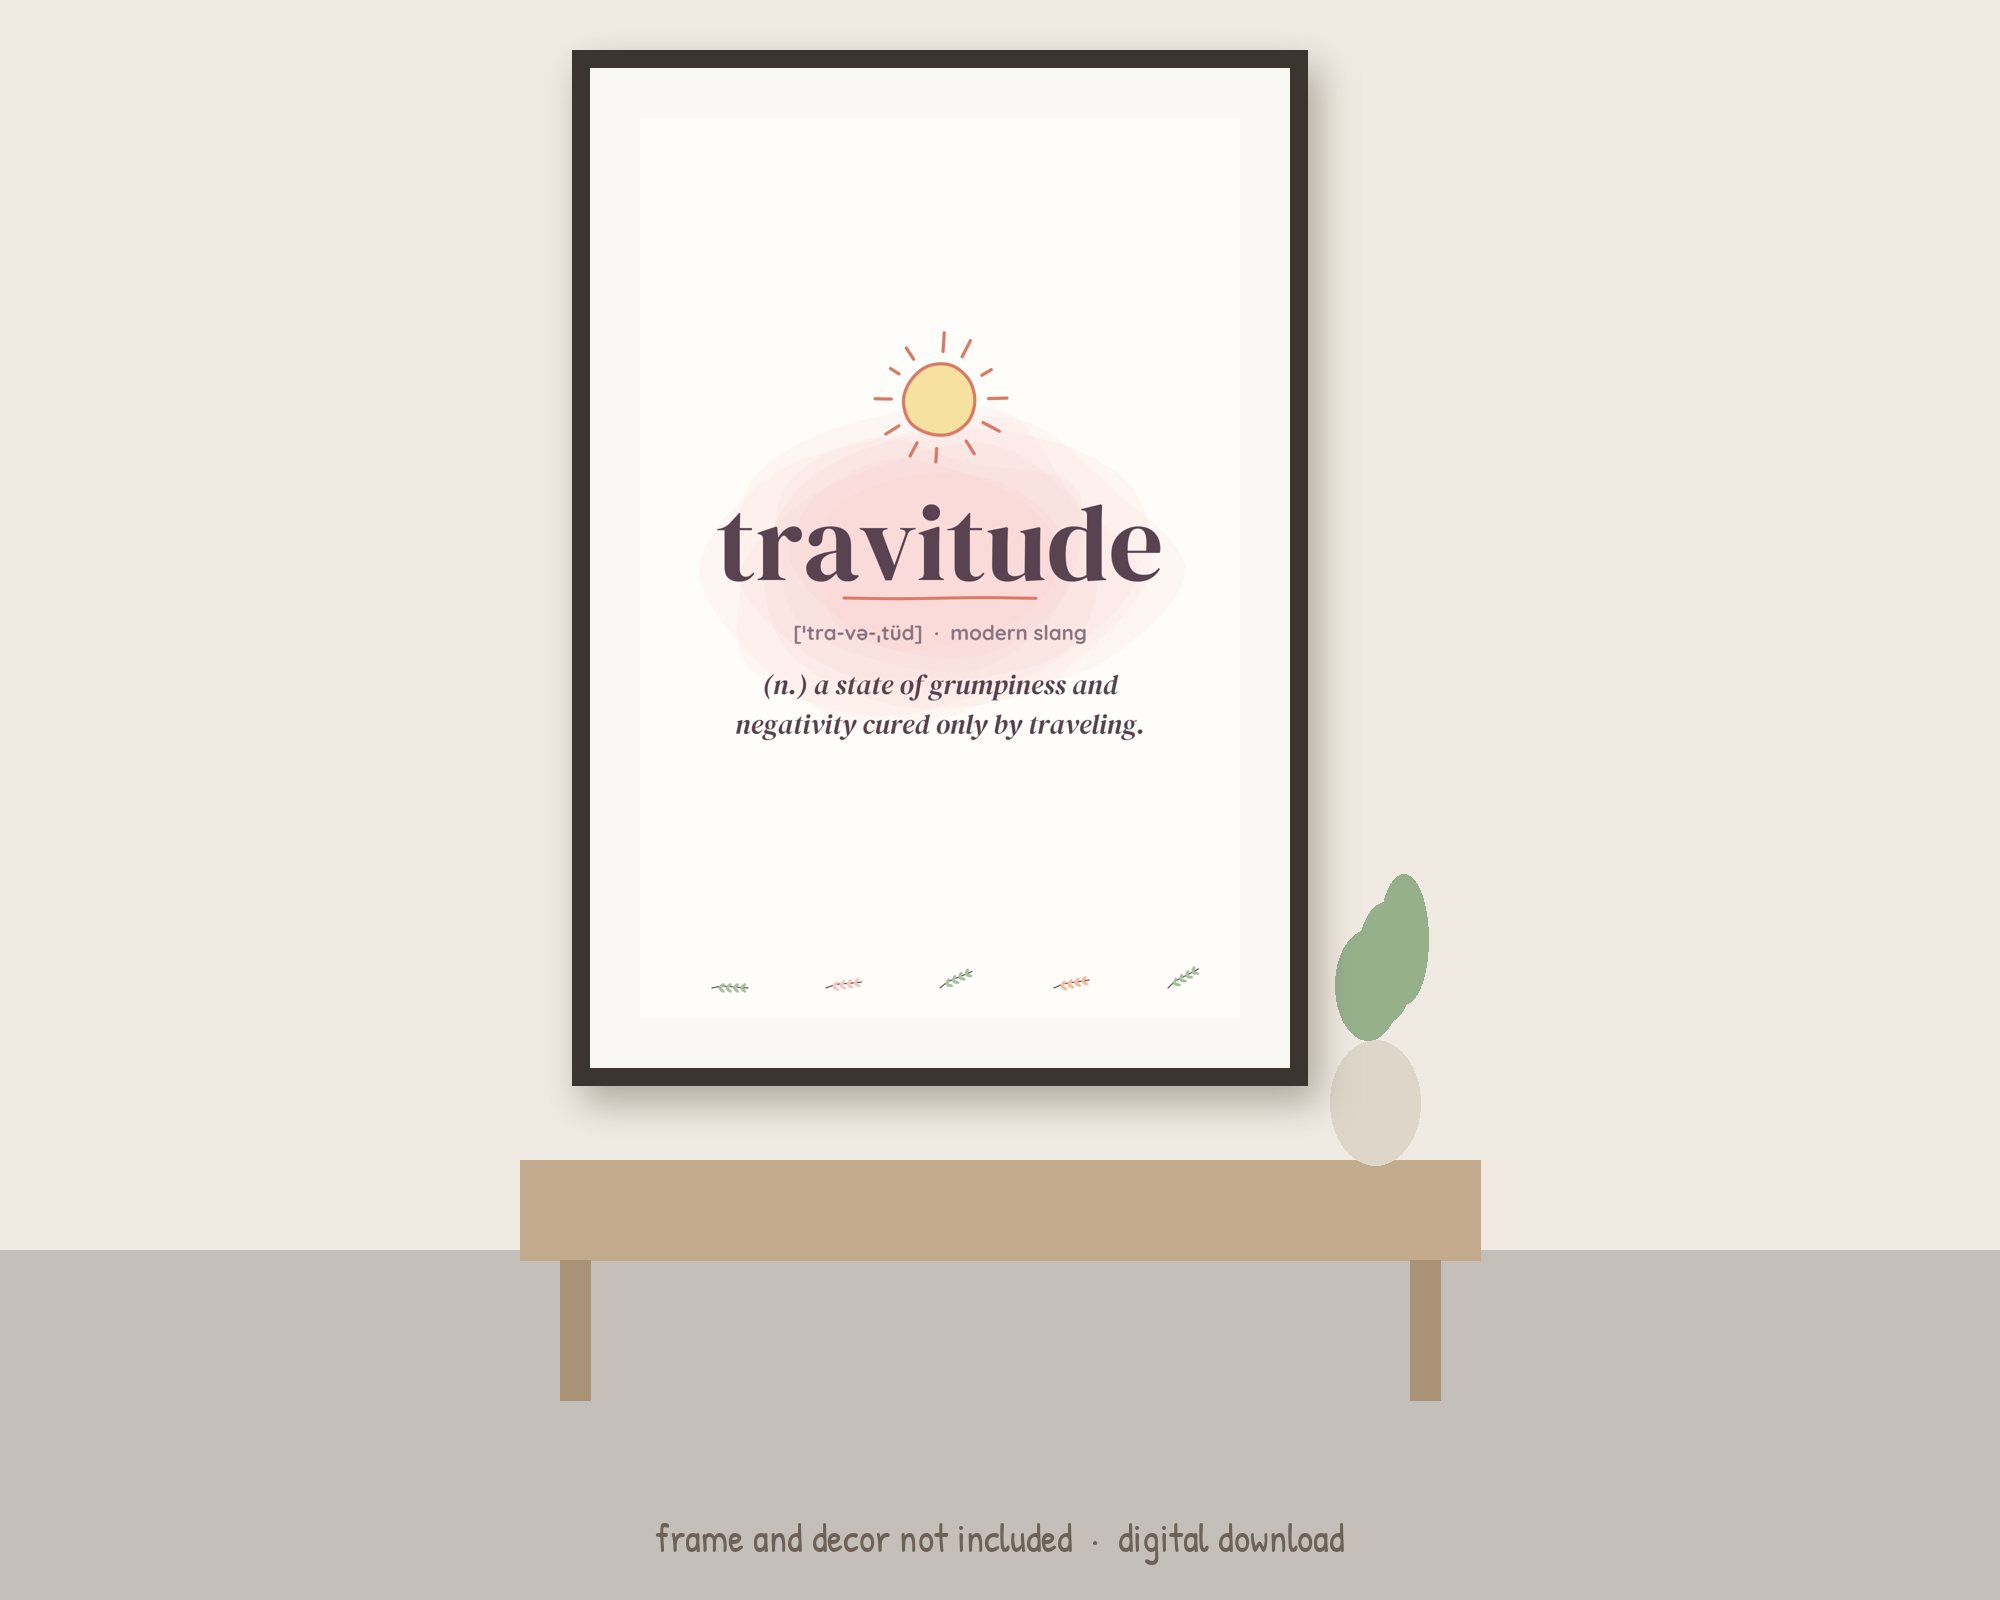 travitude
[ˈtra-və-ˌtüd] · modern slang
(n.) a state of grumpiness and
negativity cured only by traveling.
frame and decor not included · digital download